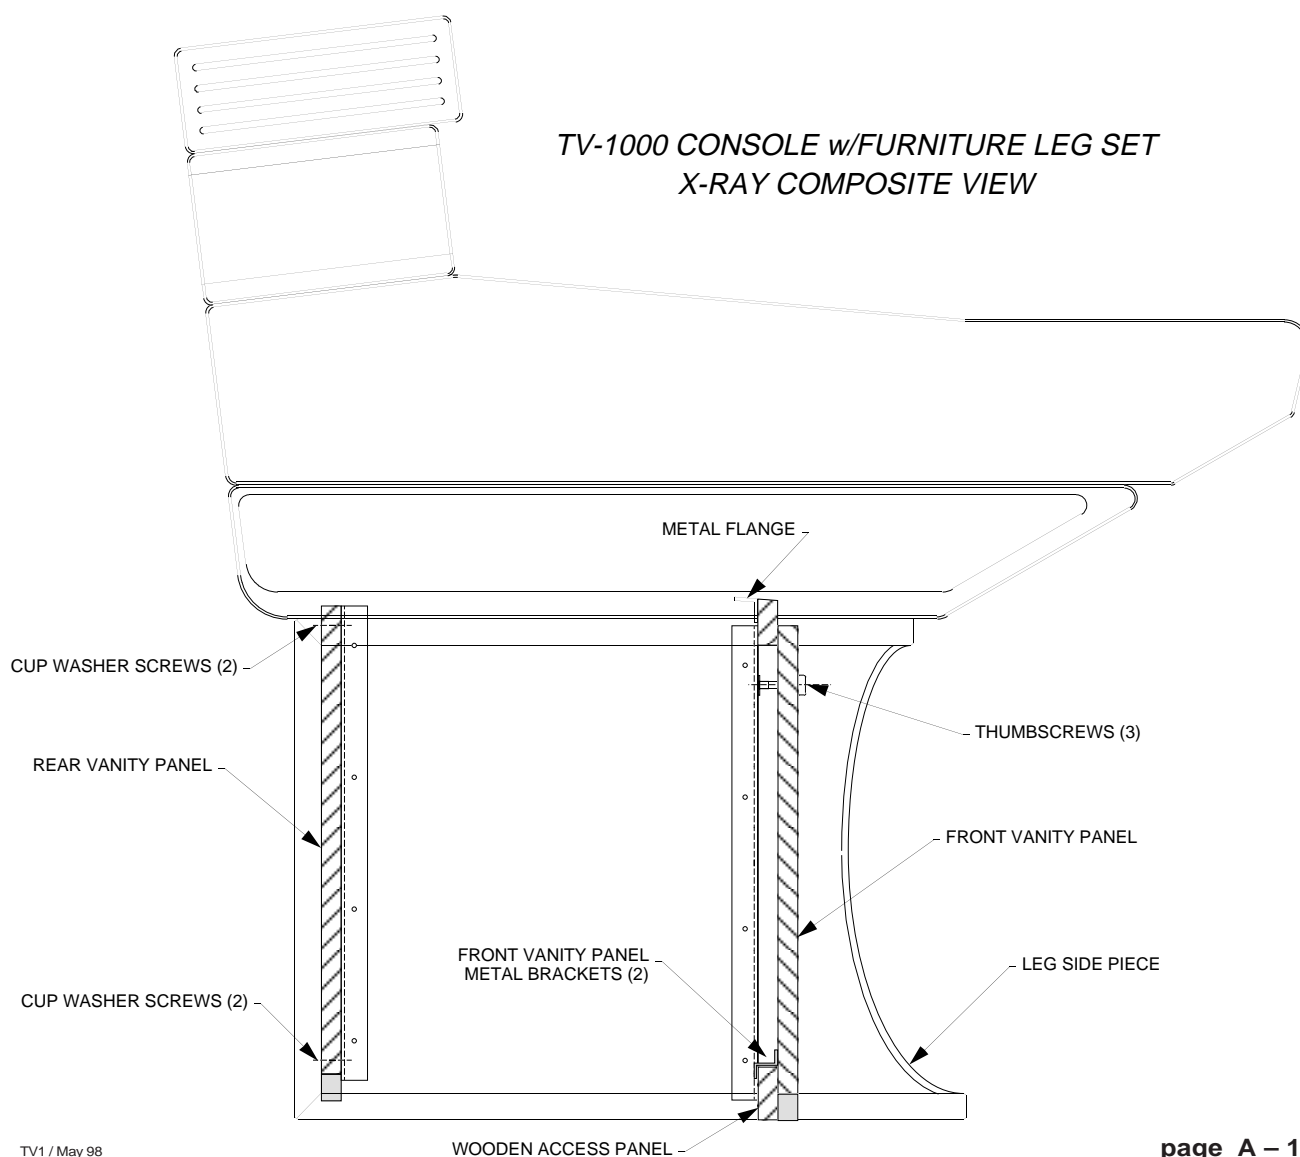 TV-1000 CONSOLE w/FURNITURE LEG SET
X-RAY COMPOSITE VIEW
METAL FLANGE
CUP WASHER SCREWS (2)
THUMBSCREWS (3)
REAR VANITY PANEL
FRONT VANITY PANEL
FRONT VANITY PANEL
METAL BRACKETS (2)
LEG SIDE PIECE
CUP WASHER SCREWS (2)
WOODEN ACCESS PANEL
TV1 / May 98
page A – 1